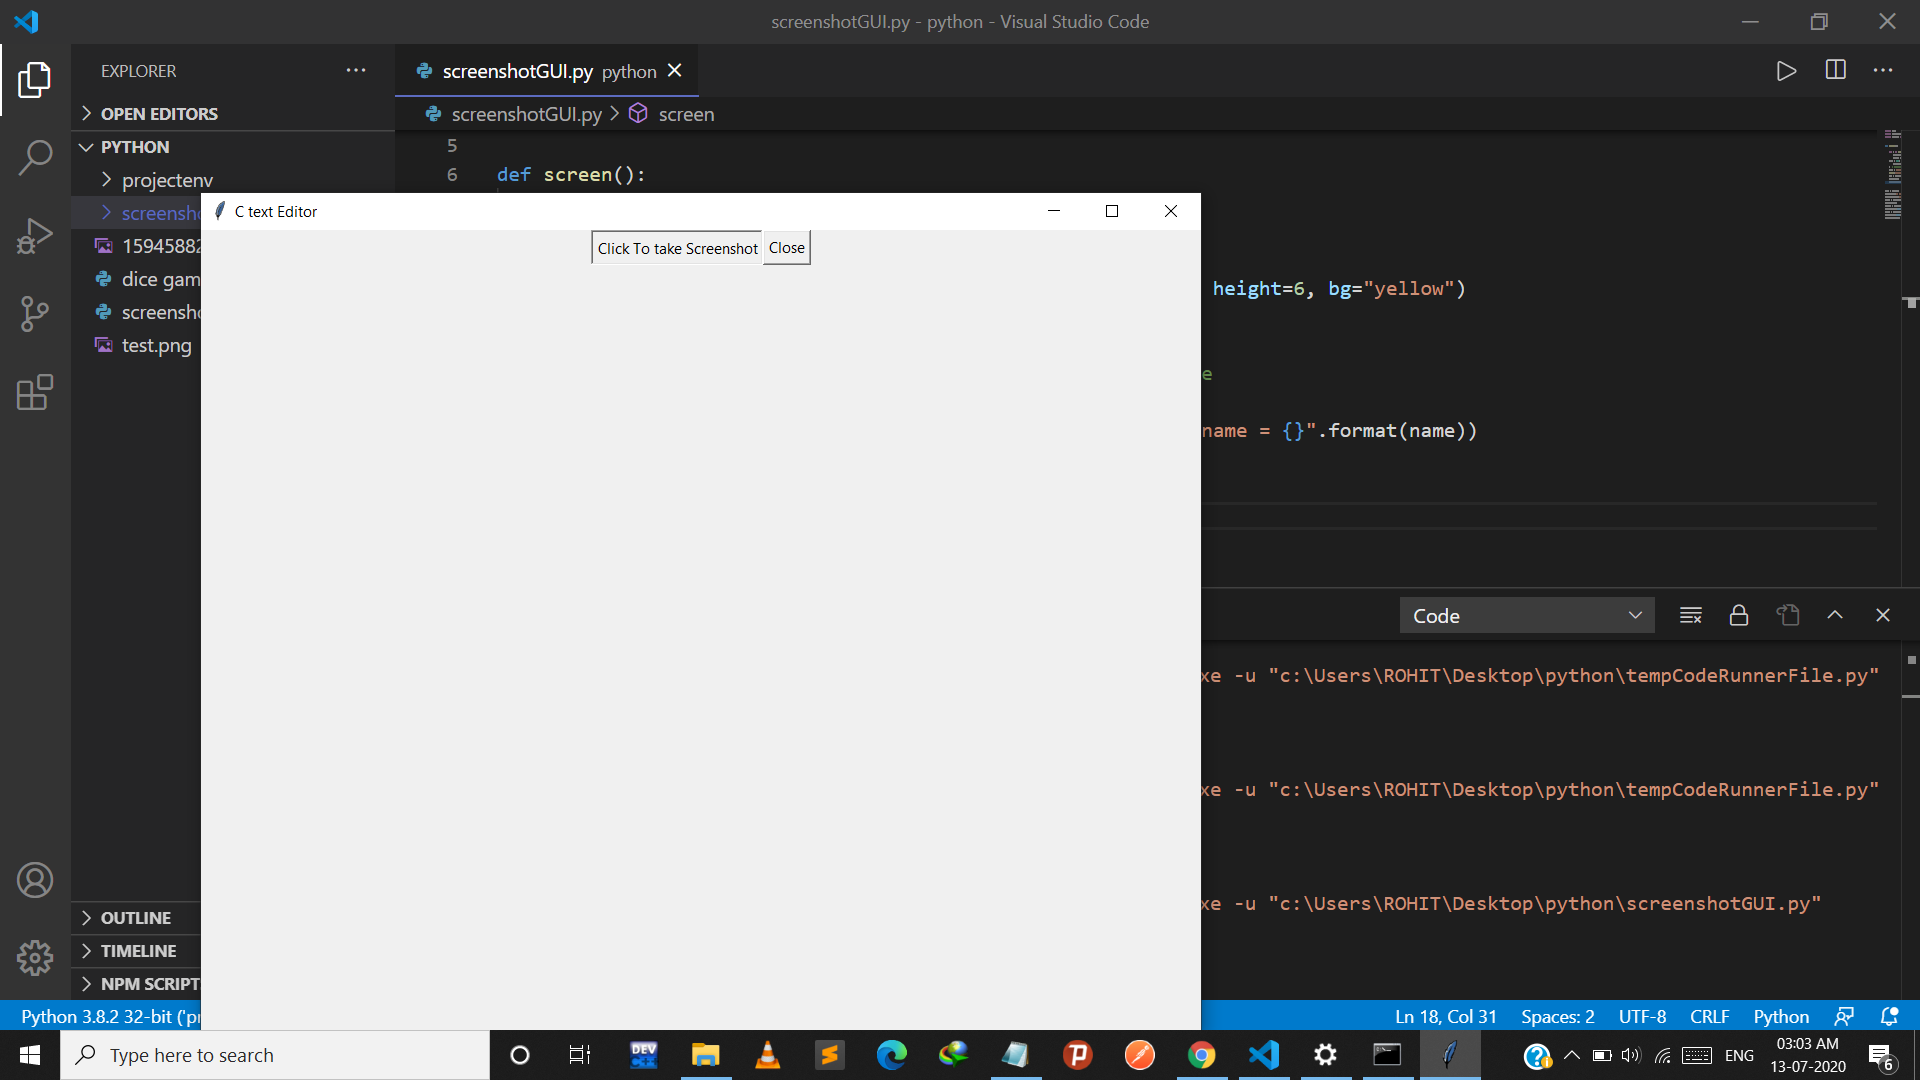 screenshotGUI.py - python - Visual Studio Code
EXPLORER
screenshotGUI.py python
OPEN EDITORS
screenshotGUI.py > screen
PYTHON
5
projectenv
6 def screen():
screensho
C text Editor
15945882
Click To take Screenshot Close
dice gam
height=6, bg="yellow")
screensho
test.png
e
name = {}".format(name))
Code
xe -u "c:\Users\ROHIT\Desktop\python\tempCodeRunnerFile.py"
xe -u "c:\Users\ROHIT\Desktop\python\tempCodeRunnerFile.py"
xe -u "c:\Users\ROHIT\Desktop\python\screenshotGUI.py"
OUTLINE
TIMELINE
NPM SCRIPT
Python 3.8.2 32-bit ('pr
Ln 18, Col 31 Spaces: 2 UTF-8 CRLF Python
Type here to search
DEV
C++
ENG
03:03 AM
13-07-2020
6